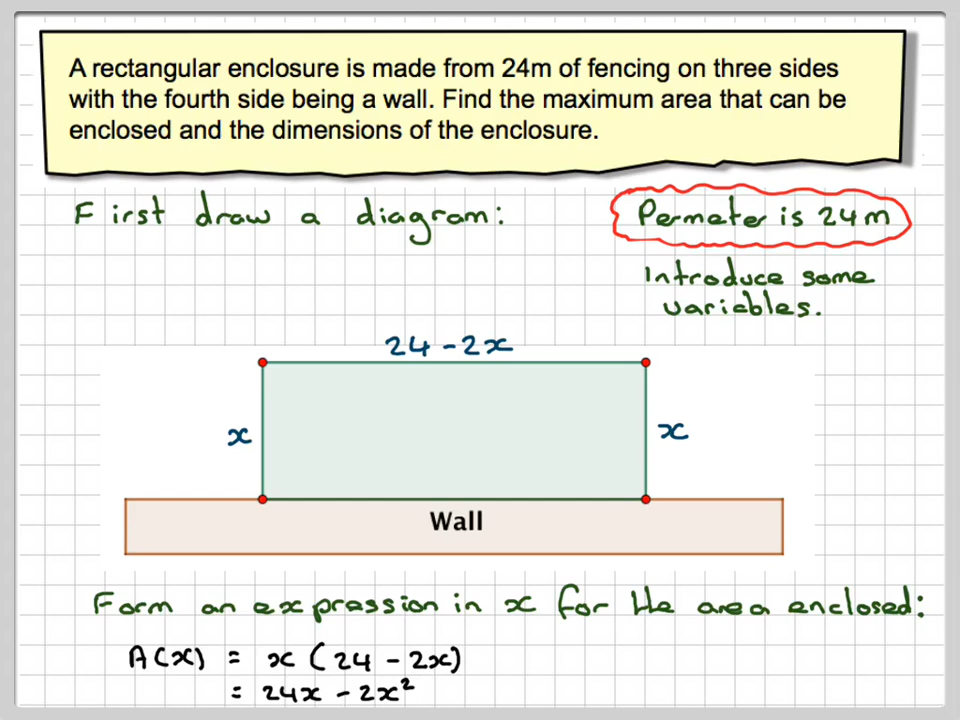 A rectangular enclosure is made from 24m of fencing on three sides
with the fourth side being a wall. Find the maximum area that can be
enclosed and the dimensions of the enclosure.
First draw a diagram:
Permeter is 24m
Introduce some
variables.
24 - 2x
x
x
Wall
Form an expression in x for the area enclosed:
A(x) = x(24 - 2x)
= 24x - 2x²